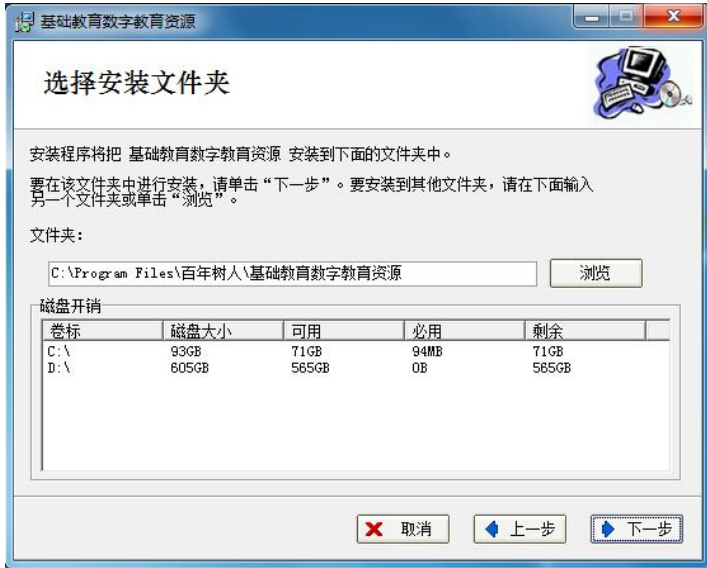 基础教育数字教育资源
选择安装文件夹
安装程序将把 基础教育数字教育资源 安装到下面的文件夹中。
要在该文件夹中进行安装，请单击“下一步”。要安装到其他文件夹，请在下面输入
另一个文件夹或单击“浏览”。
文件夹：
C:\Program Files\百年树人\基础教育数字教育资源 浏览
磁盘开销
卷标 磁盘大小 可用 必用 剩余
C:\ 93GB 71GB 94MB 71GB
D:\ 605GB 565GB 0B 565GB
取消 上一步 下一步